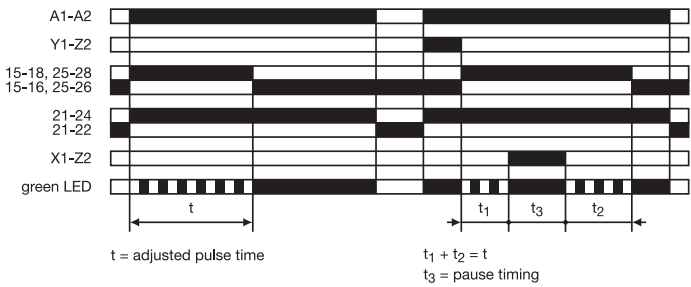 A1-A2
Y1-Z2
15-18, 25-28
15-16, 25-26
21-24
21-22
X1-Z2
green LED
t
t1
t3
t2
t = adjusted pulse time
t1 + t2 = t
t3 = pause timing